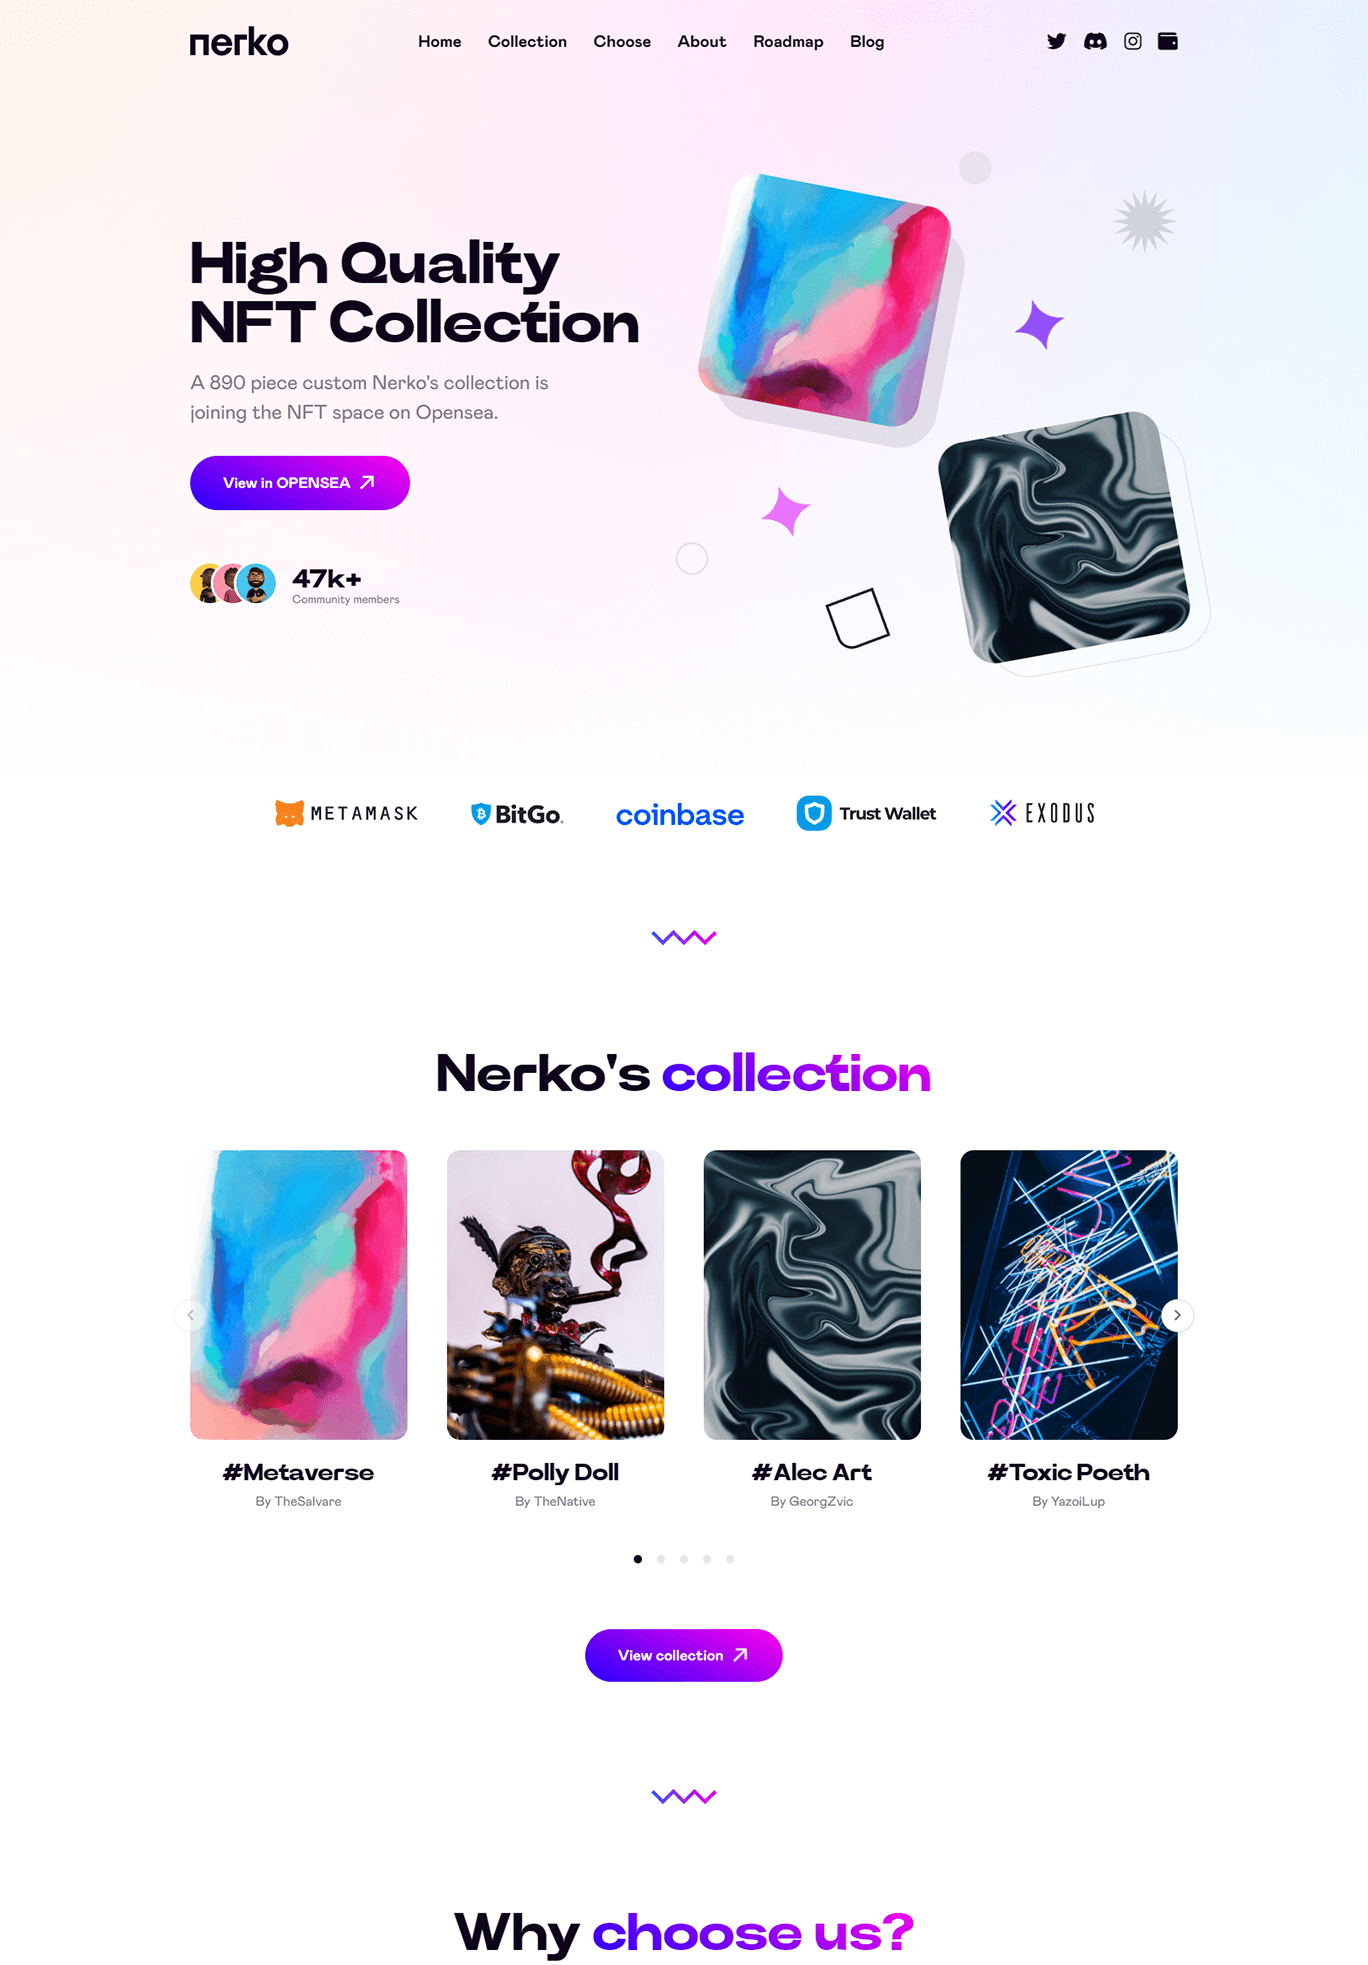 nerko
Home Collection Choose About Roadmap Blog
High Quality
NFT Collection
A 890 piece custom Nerko's collection is
joining the NFT space on Opensea.
View in OPENSEA
47k+
Community members
METAMASK BitGo. coinbase Trust Wallet EXODUS
Nerko's collection
#Metaverse
By TheSalvare
#Polly Doll
By TheNative
#Alec Art
By GeorgZvic
#Toxic Poeth
By YazoiLup
View collection
Why choose us?